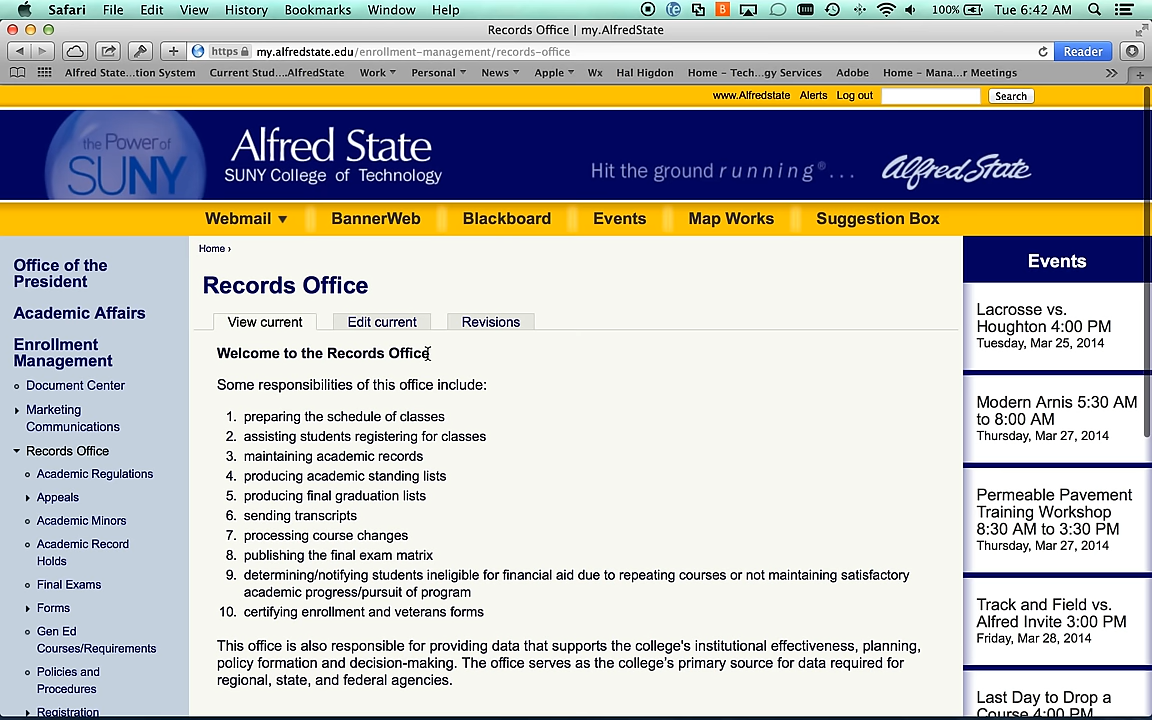 Safari File Edit View History Bookmarks Window Help 100% Tue 6:42 AM
Records Office | my.AlfredState
https my.alfredstate.edu/enrollment-management/records-office Reader
Alfred State...tion System Current Stud...AlfredState Work Personal News Apple Wx Hal Higdon Home - Tech...gy Services Adobe Home - Mana...r Meetings
www.Alfredstate Alerts Log out Search
the Power of
SUNY
Alfred State
SUNY College of Technology
Hit the ground running®...
Alfred State
Webmail BannerWeb Blackboard Events Map Works Suggestion Box
Office of the
President
Academic Affairs
Enrollment
Management
Document Center
Marketing
Communications
Records Office
Academic Regulations
Appeals
Academic Minors
Academic Record
Holds
Final Exams
Forms
Gen Ed
Courses/Requirements
Policies and
Procedures
Registration
Home ›
Records Office
View current Edit current Revisions
Welcome to the Records Office
Some responsibilities of this office include:
1. preparing the schedule of classes
2. assisting students registering for classes
3. maintaining academic records
4. producing academic standing lists
5. producing final graduation lists
6. sending transcripts
7. processing course changes
8. publishing the final exam matrix
9. determining/notifying students ineligible for financial aid due to repeating courses or not maintaining satisfactory
academic progress/pursuit of program
10. certifying enrollment and veterans forms
This office is also responsible for providing data that supports the college's institutional effectiveness, planning,
policy formation and decision-making. The office serves as the college's primary source for data required for
regional, state, and federal agencies.
Events
Lacrosse vs.
Houghton 4:00 PM
Tuesday, Mar 25, 2014
Modern Arnis 5:30 AM
to 8:00 AM
Thursday, Mar 27, 2014
Permeable Pavement
Training Workshop
8:30 AM to 3:30 PM
Thursday, Mar 27, 2014
Track and Field vs.
Alfred Invite 3:00 PM
Friday, Mar 28, 2014
Last Day to Drop a
Course 4:00 PM